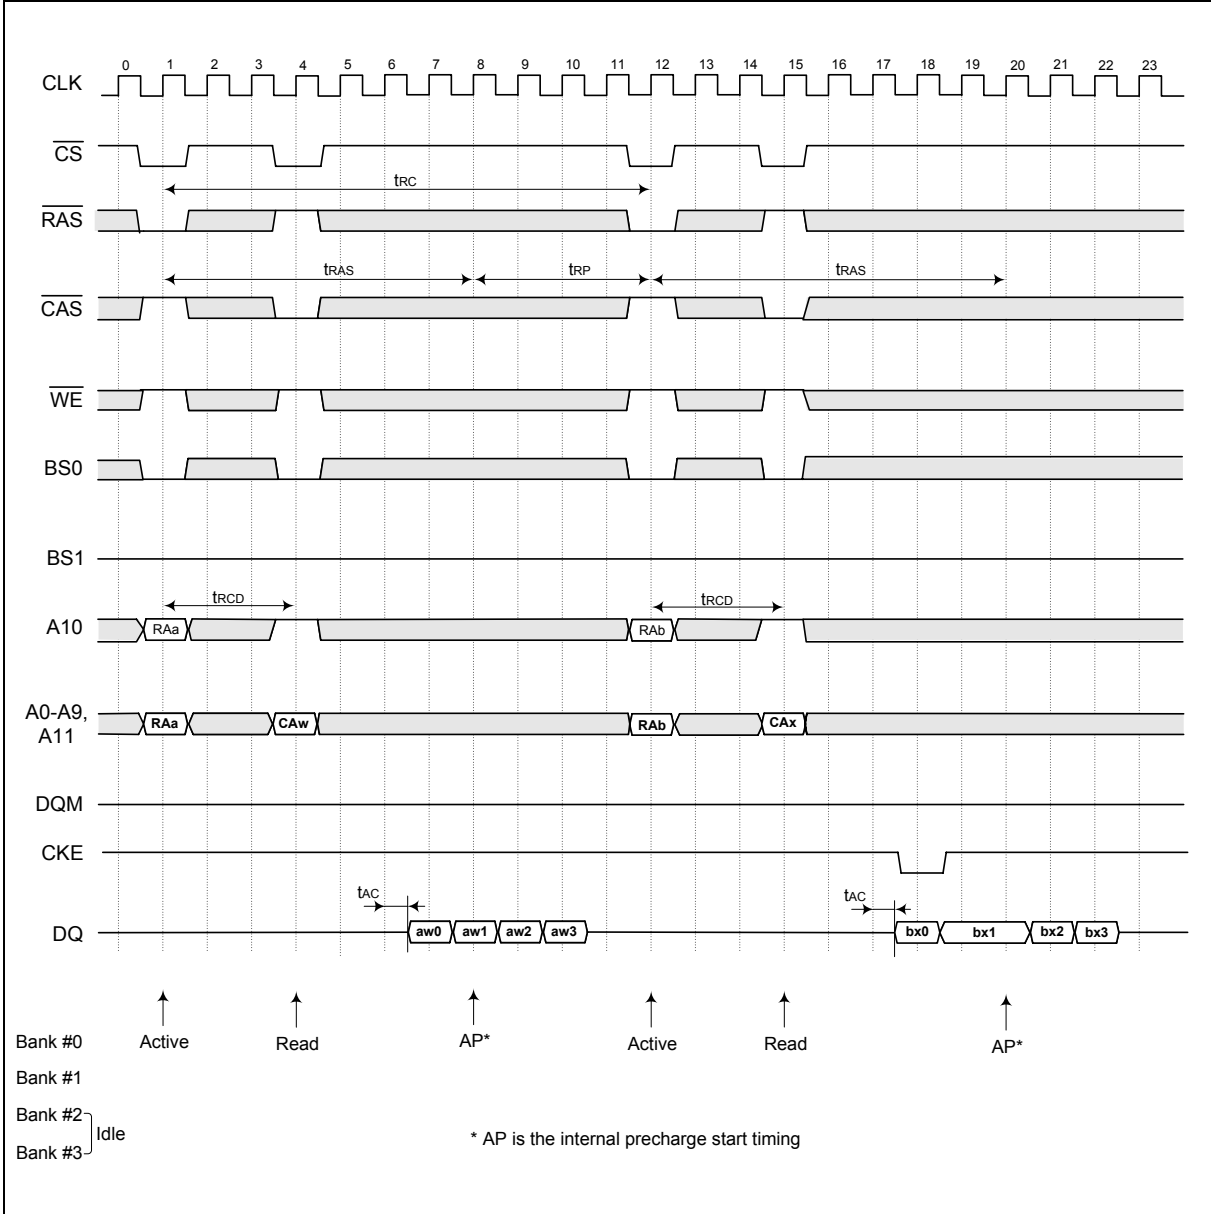 0 1 2 3 4 5 6 7 8 9 10 11 12 13 14 15 16 17 18 19 20 21 22 23
CLK
CS
tRC
RAS
tRAS tRP tRAS
CAS
WE
BS0
BS1
tRCD tRCD
A10 RAa RAb
A0-A9,
A11
RAa CAw RAb CAx
DQM
CKE
tAC tAC
DQ aw0 aw1 aw2 aw3 bx0 bx1 bx2 bx3
Bank #0 Active Read AP* Active Read AP*
Bank #1
Bank #2
Idle
Bank #3
* AP is the internal precharge start timing